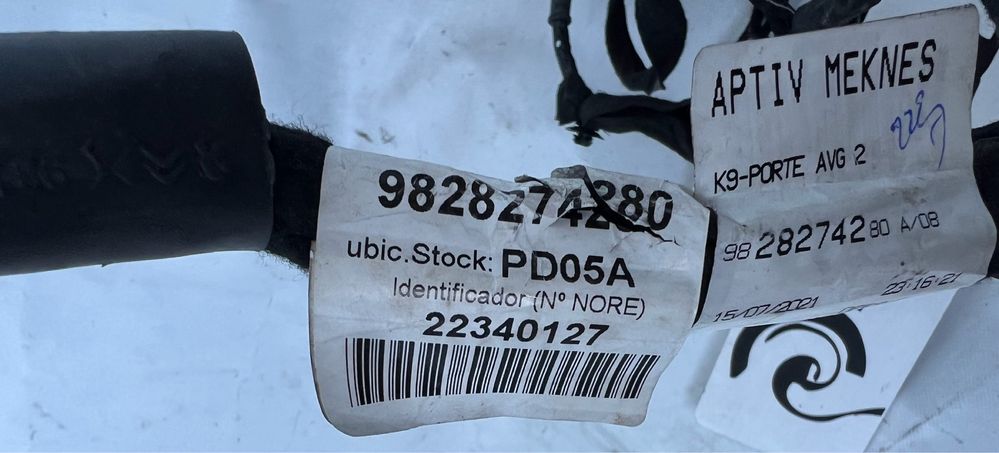 9828274280
ubic.Stock: PD05A
Identificador (Nº NORE)
22340127
APTIV MEKNES
K9-PORTE AVG 2
98 282742 80 A/08
15/07/2021 23:16:21